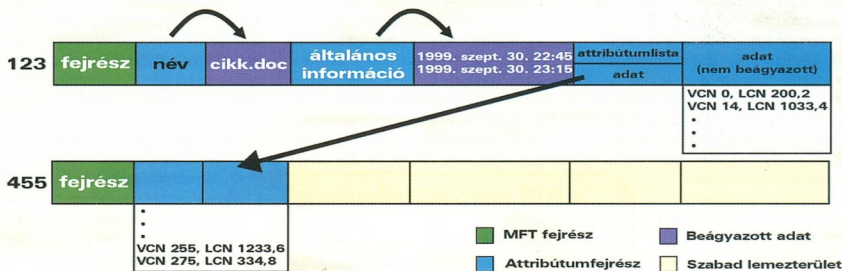 123
fejrész
név
cikk.doc
általános
információ
1999. szept. 30. 22:45
1999. szept. 30. 23:15
attribútumlista
adat
adat
(nem beágyazott)
VCN 0, LCN 200,2
VCN 14, LCN 1033,4
•
•
•
455
fejrész
•
•
•
VCN 255, LCN 1233,6
VCN 275, LCN 334,8
MFT fejrész
Beágyazott adat
Attribútumfejrész
Szabad lemezterület